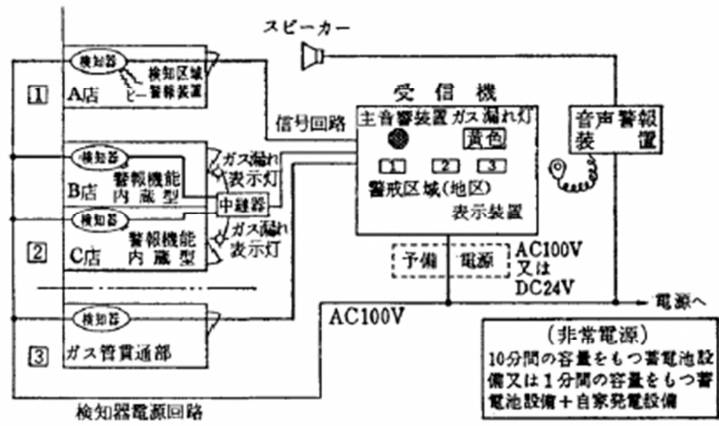 スピーカー
検知器
検知区域
警報装置
ピー
1
A店
信号回路
受信機
主音響装置 ガス漏れ灯
黄色
1 2 3
警戒区域(地区)
表示装置
音声警報
装置
検知器
ガス漏れ
表示灯
B店
警報機能
内蔵型
中継器
検知器
ガス漏れ
表示灯
2
C店
警報機能
内蔵型
予備 電源
AC100V
又は
DC24V
検知器
AC100V
電源へ
3
ガス管貫通部
(非常電源)
10分間の容量をもつ蓄電池設
備又は1分間の容量をもつ蓄
電池設備+自家発電設備
検知器電源回路